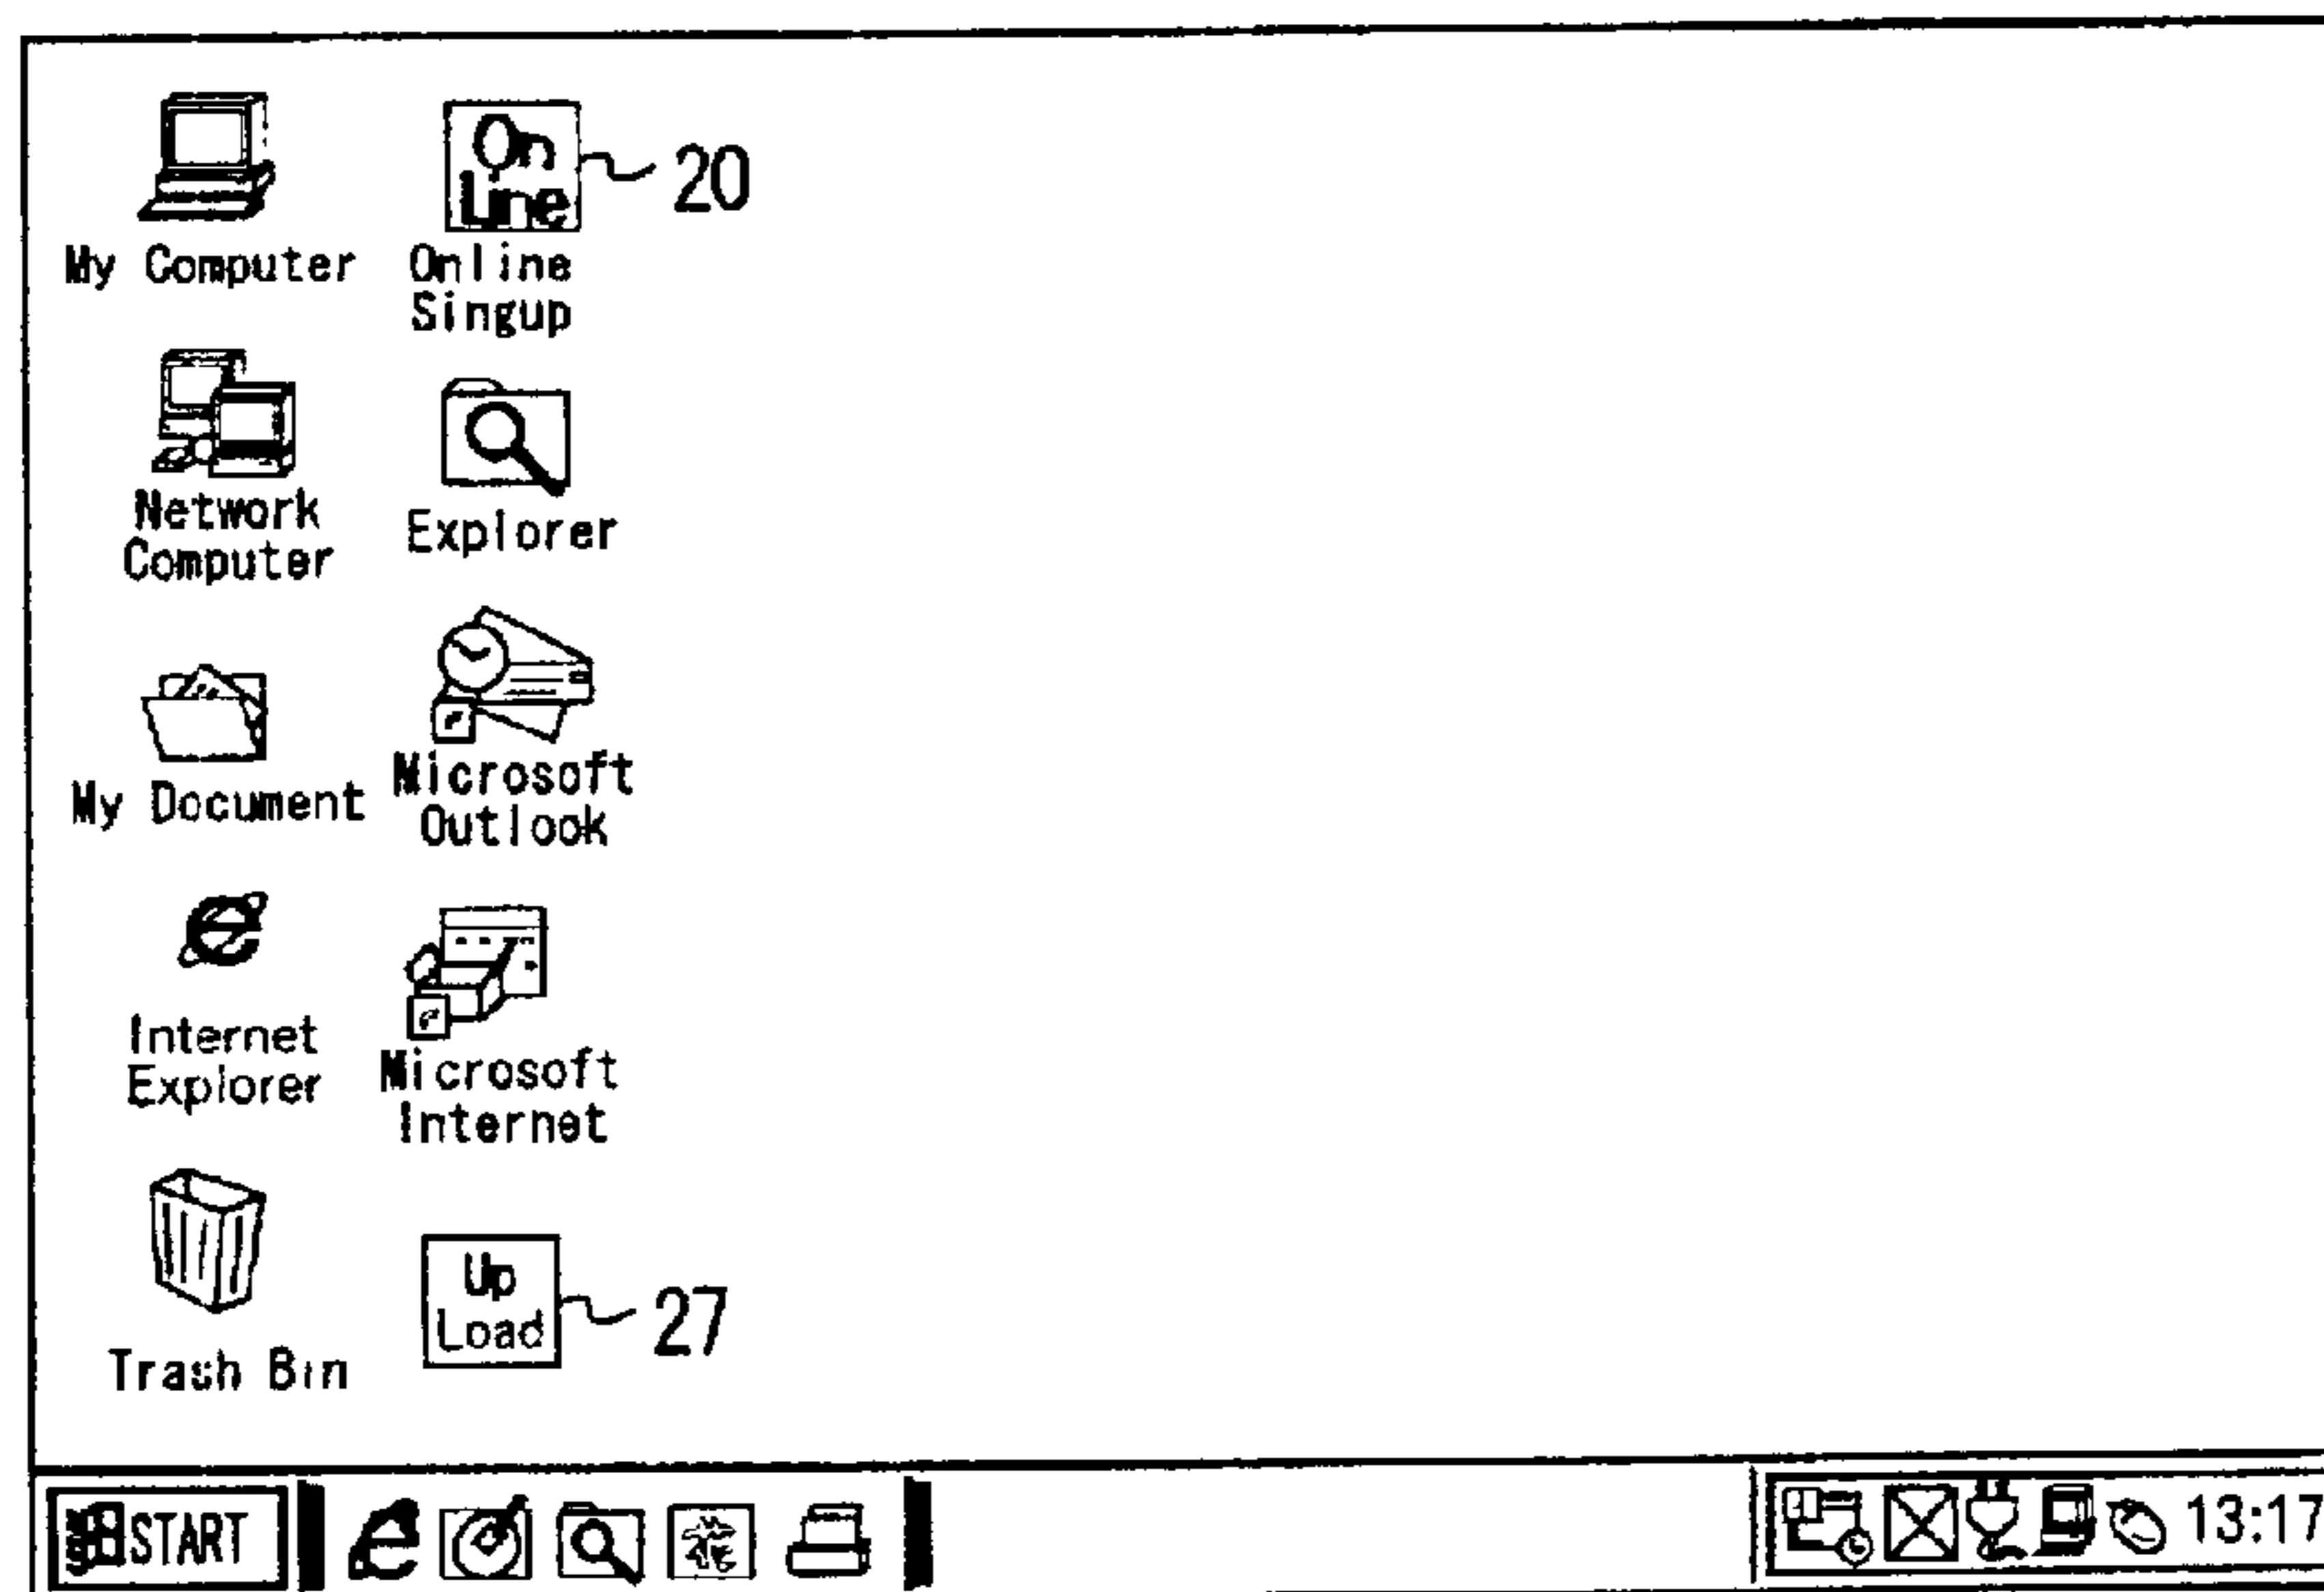 On
Line
20
My Computer
Online
Singup
Network
Computer
Explorer
My Document
Microsoft
Outlook
Internet
Explorer
Microsoft
Internet
Up
Load
27
Trash Bin
START
13:17